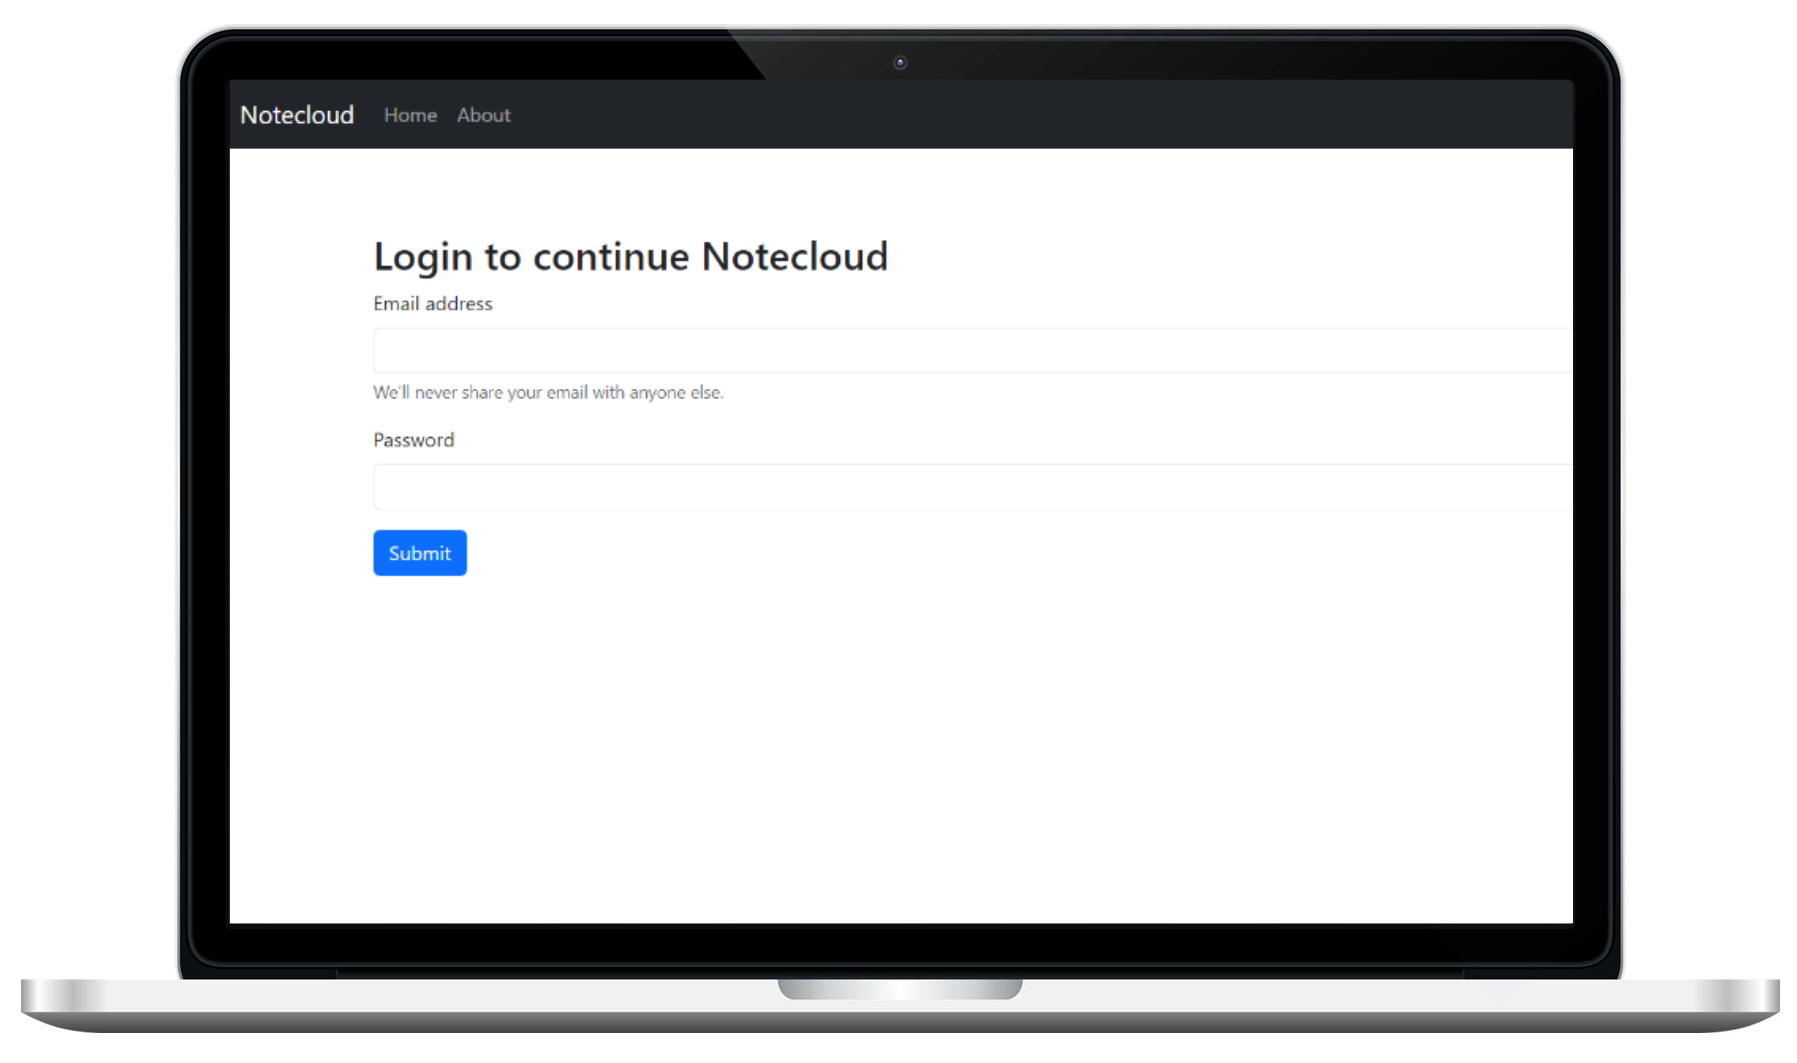 Notecloud Home About
Login to continue Notecloud
Email address
We'll never share your email with anyone else.
Password
Submit